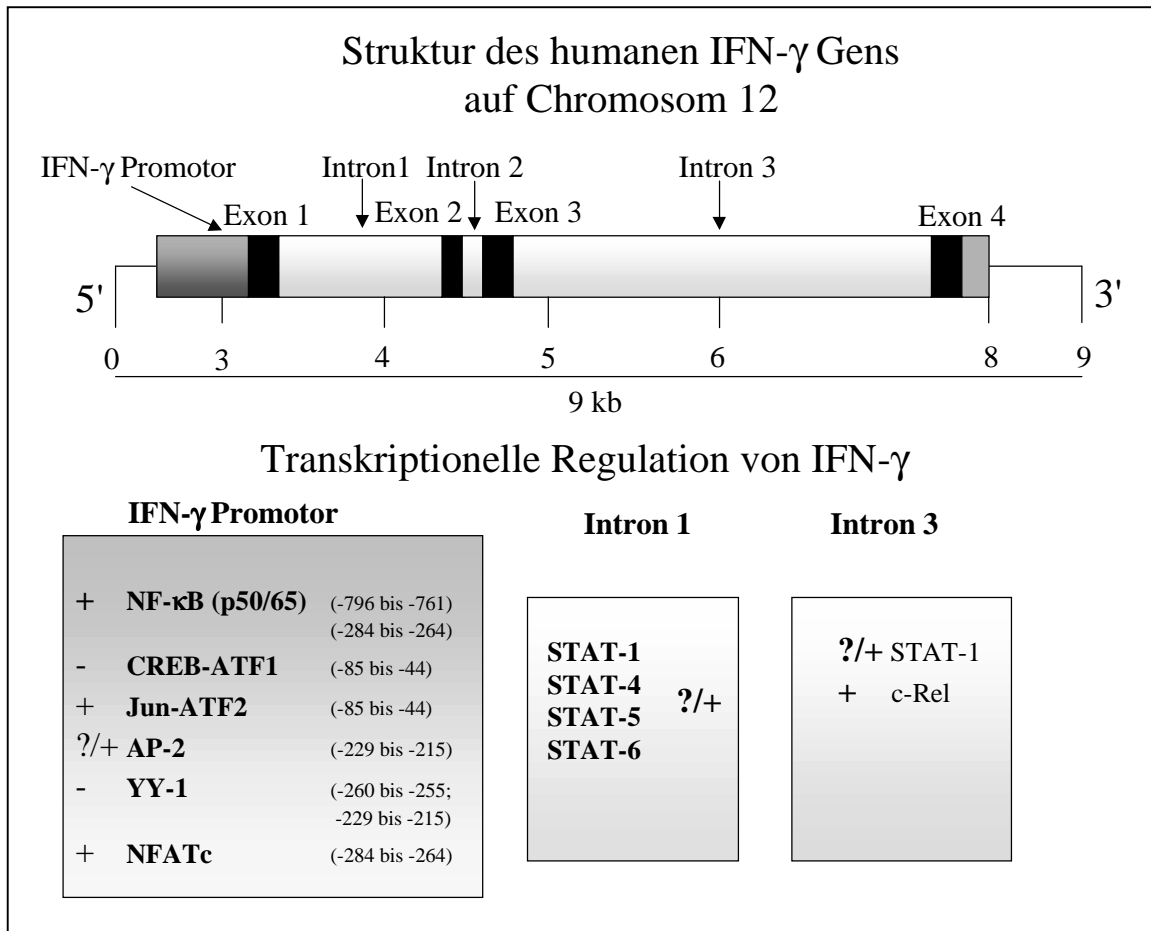 Struktur des humanen IFN-γ Gens
auf Chromosom 12
IFN-γ Promotor
Intron1
Intron 2
Intron 3
Exon 1
Exon 2
Exon 3
Exon 4
5'
3'
0 3 4 5 6 8 9
9 kb
Transkriptionelle Regulation von IFN-γ
IFN-γ Promotor
+ NF-κB (p50/65) (-796 bis -761)
(-284 bis -264)
- CREB-ATF1 (-85 bis -44)
+ Jun-ATF2 (-85 bis -44)
?/+ AP-2 (-229 bis -215)
- YY-1 (-260 bis -255;
-229 bis -215)
+ NFATc (-284 bis -264)
Intron 1
STAT-1
STAT-4
STAT-5
STAT-6
?/+
Intron 3
?/+ STAT-1
+ c-Rel